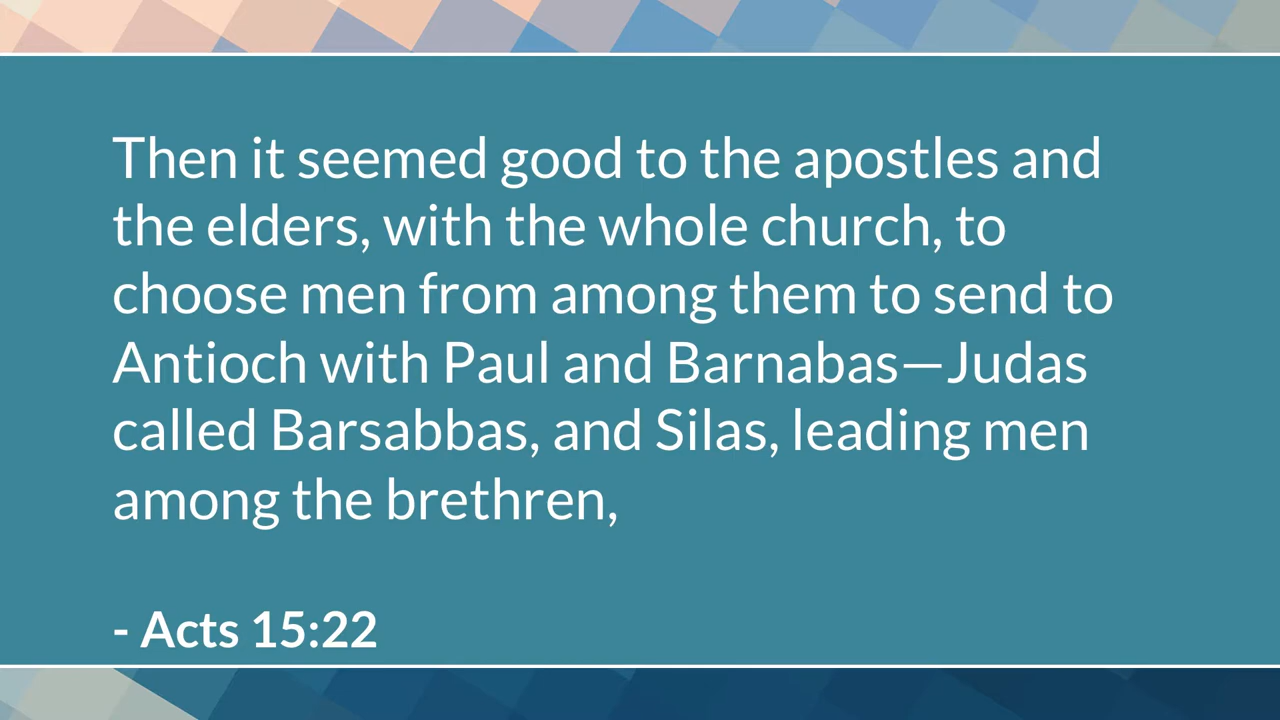 Then it seemed good to the apostles and
the elders, with the whole church, to
choose men from among them to send to
Antioch with Paul and Barnabas—Judas
called Barsabbas, and Silas, leading men
among the brethren,
- Acts 15:22